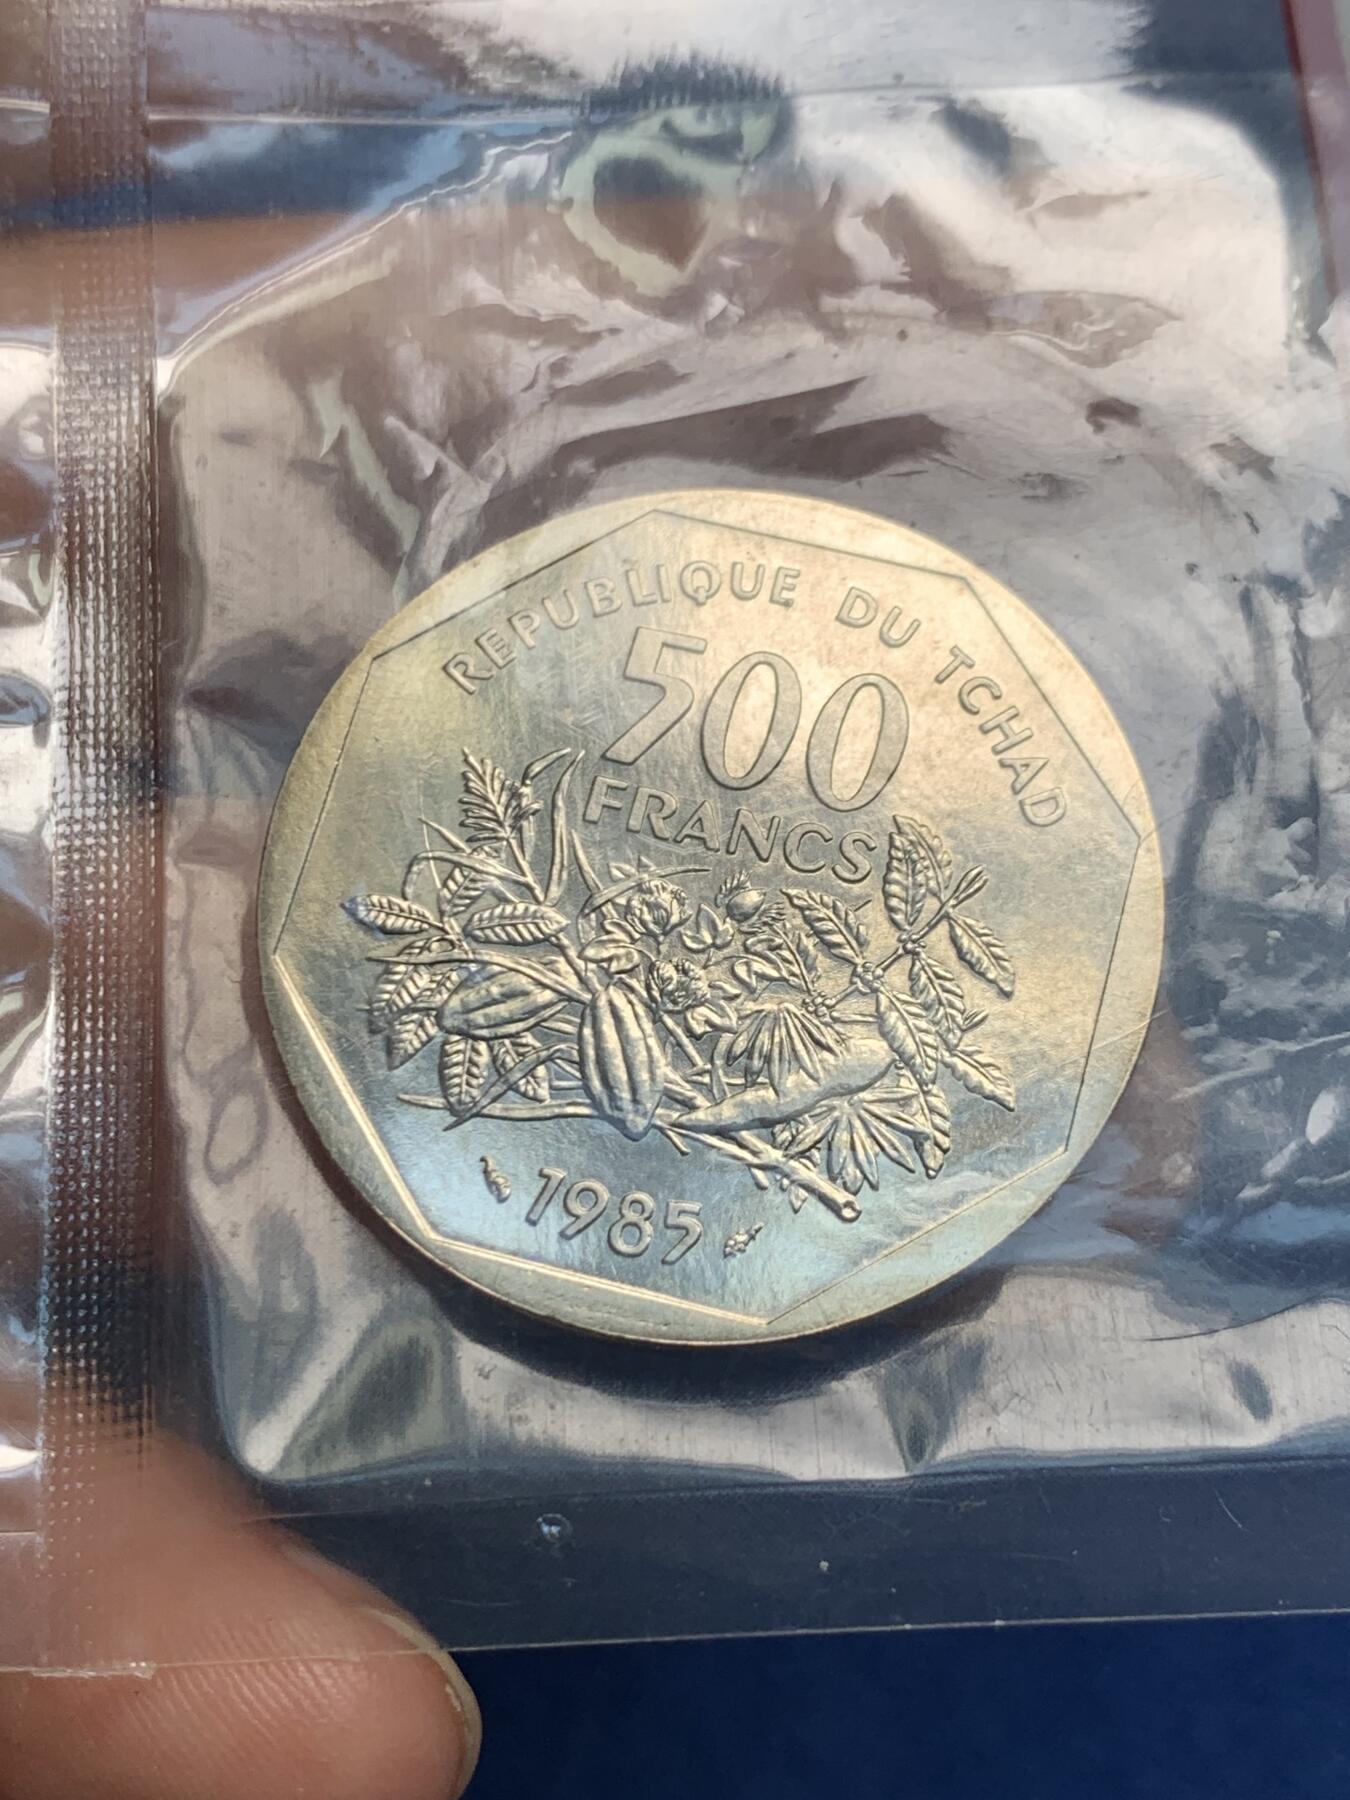 REPUBLIQUE DU TCHAD
500
FRANCS
1985